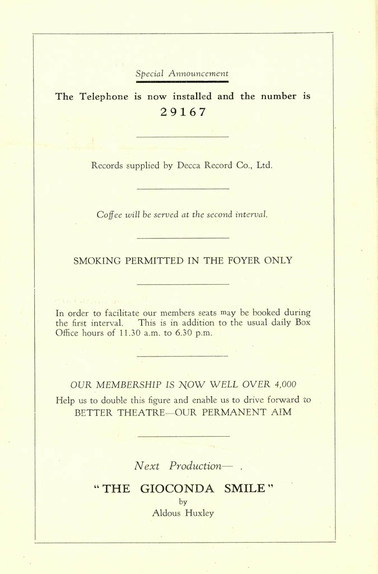 Special Announcement
The Telephone is now installed and the number is
29167
Records supplied by Decca Record Co., Ltd.
Coffee will be served at the second interval.
SMOKING PERMITTED IN THE FOYER ONLY
In order to facilitate our members seats may be booked during
the first interval. This is in addition to the usual daily Box
Office hours of 11.30 a.m. to 6.30 p.m.
OUR MEMBERSHIP IS NOW WELL OVER 4,000
Help us to double this figure and enable us to drive forward to
BETTER THEATRE—OUR PERMANENT AIM
Next Production— .
"THE GIOCONDA SMILE"
by
Aldous Huxley